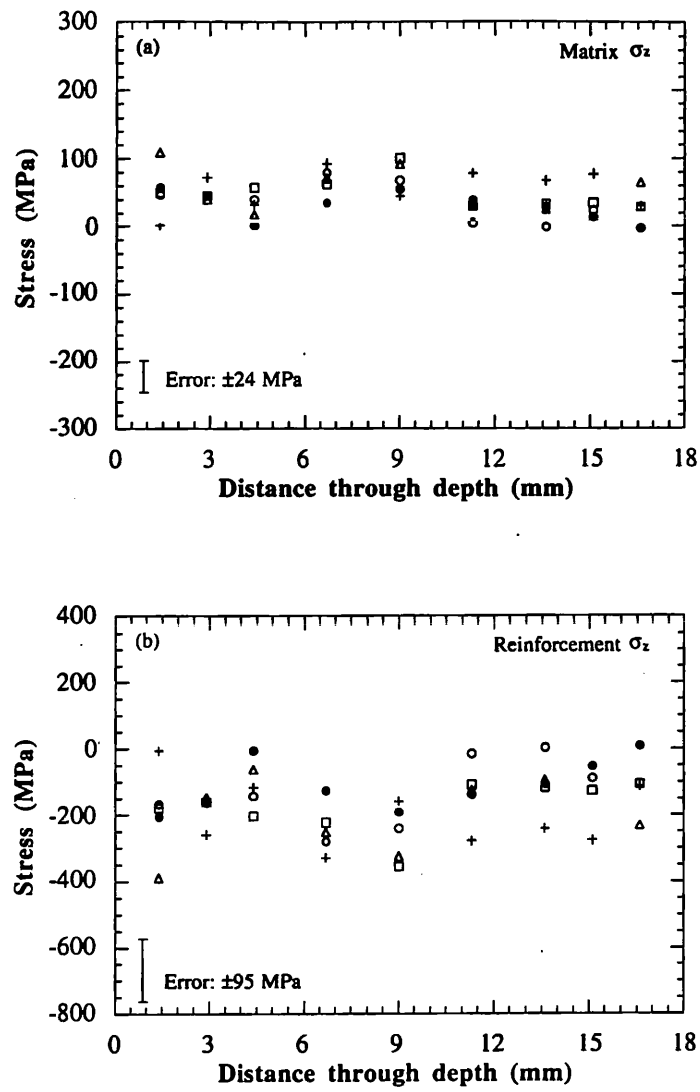 300
(a)
Matrix σz
200
100
0
-100
-200
Error: ±24 MPa
-300
Stress (MPa)
0 3 6 9 12 15 18
Distance through depth (mm)
400
(b)
Reinforcement σz
200
0
-200
-400
-600
Error: ±95 MPa
-800
Stress (MPa)
0 3 6 9 12 15 18
Distance through depth (mm)